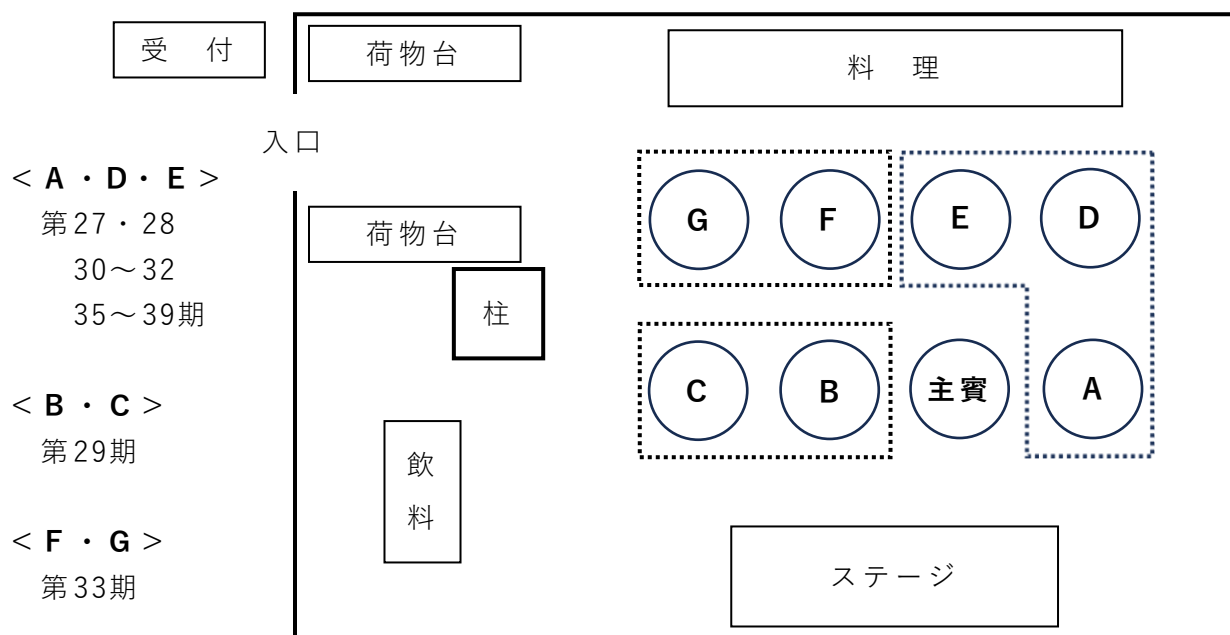 受　付
荷物台
料　理
入口
＜A・D・E＞
第27・28
30～32
35～39期
荷物台
柱
G
F
E
D
C
B
主賓
A
＜B・C＞
第29期
飲料
＜F・G＞
第33期
ステージ